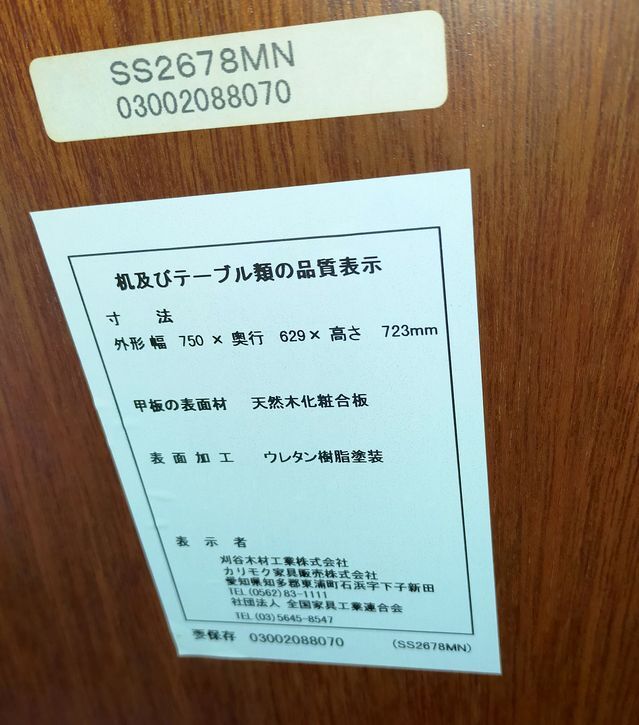 SS2678MN
03002088070
机及びテーブル類の品質表示
寸 法
外形 幅 750 × 奥行 629 × 高さ 723mm
甲板の表面材 天然木化粧合板
表 面 加 工 ウレタン樹脂塗装
表 示 者
刈谷木材工業株式会社
カリモク家具販売株式会社
愛知県知多郡東浦町石浜字下子新田
TEL (0562) 83-1111
社団法人 全国家具工業連合会
TEL (03) 5645-8547
要保存 03002088070 (SS2678MN)